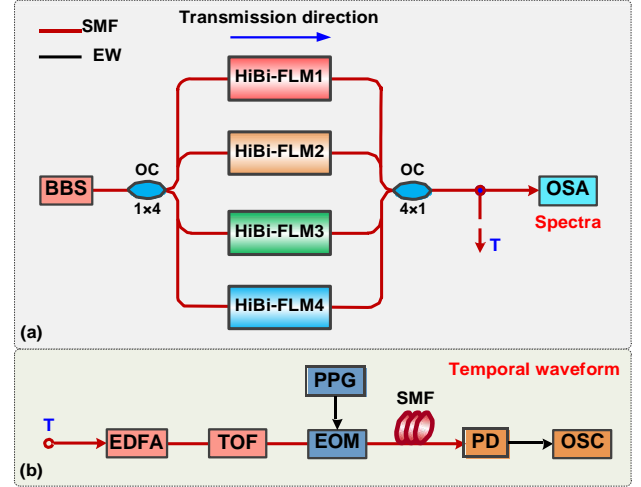 SMF
EW
Transmission direction
HiBi-FLM1
HiBi-FLM2
HiBi-FLM3
HiBi-FLM4
BBS
OC
1×4
OC
4×1
OSA
Spectra
T
(a)
Temporal waveform
PPG
SMF
T
EDFA
TOF
EOM
PD
OSC
(b)